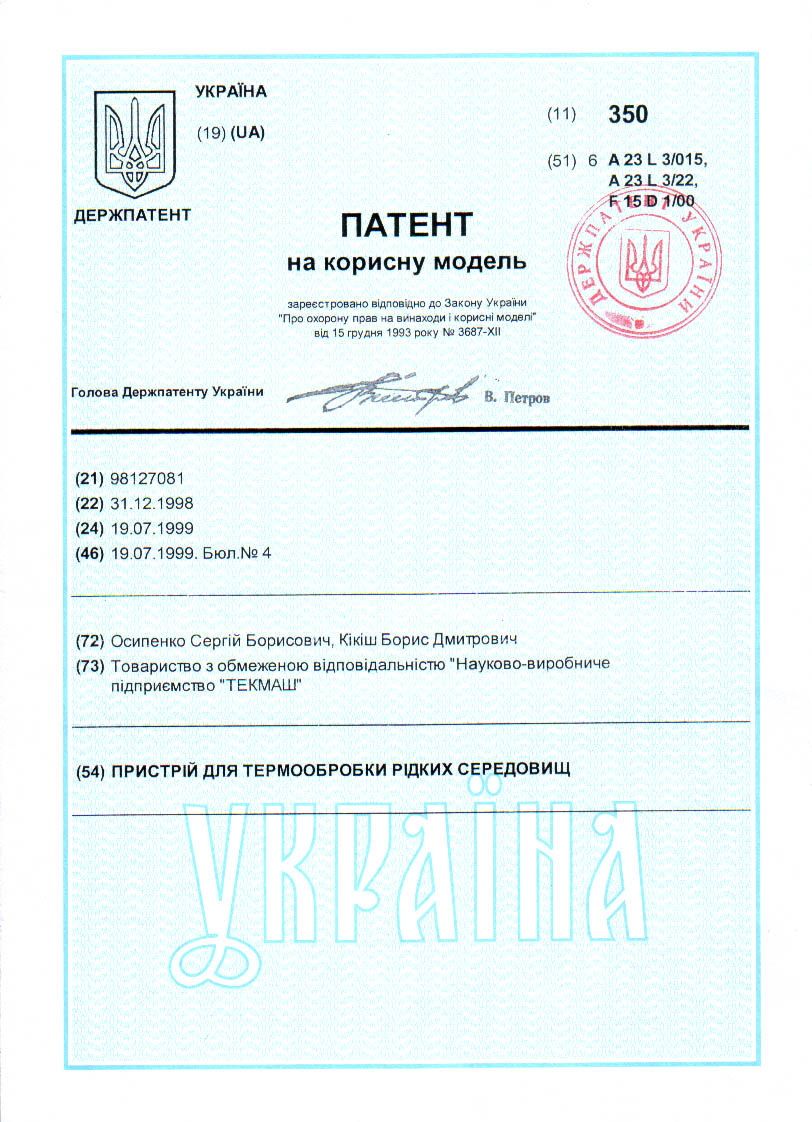 УКРАЇНА
(19) (UA)
(11) 350
(51) 6 A 23 L 3/015,
A 23 L 3/22,
F 15 D 1/00
ДЕРЖПАТЕНТ
ДЕРЖПАТЕНТ УКРАЇНИ
ПАТЕНТ
на корисну модель
зареєстровано відповідно до Закону України
"Про охорону прав на винаходи і корисні моделі"
від 15 грудня 1993 року № 3687-XII
Голова Держпатенту України
В. Петров
(21) 98127081
(22) 31.12.1998
(24) 19.07.1999
(46) 19.07.1999. Бюл.№ 4
(72) Осипенко Сергій Борисович, Кікіш Борис Дмитрович
(73) Товариство з обмеженою відповідальністю "Науково-виробниче
підприємство "ТЕКМАШ"
(54) ПРИСТРІЙ ДЛЯ ТЕРМООБРОБКИ РІДКИХ СЕРЕДОВИЩ
УКРАЇНА